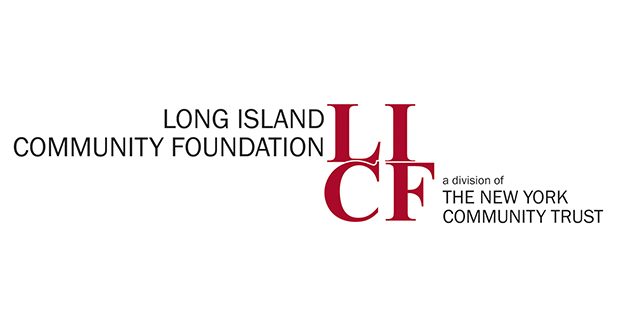 LONG ISLAND
COMMUNITY FOUNDATION
LI
CF
a division of
THE NEW YORK
COMMUNITY TRUST